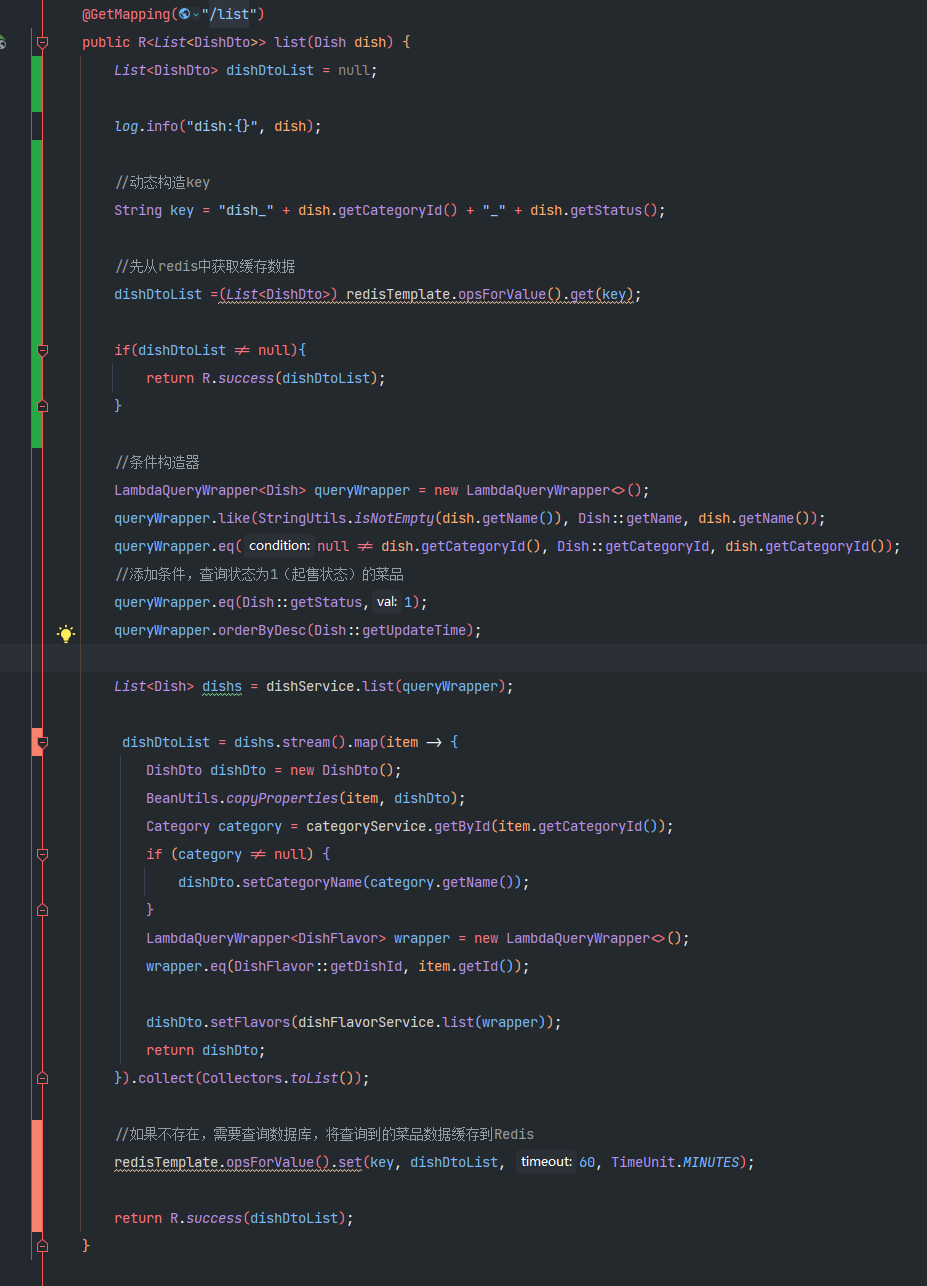 @GetMapping("/list")
public R<List<DishDto>> list(Dish dish) {
List<DishDto> dishDtoList = null;
log.info("dish:{}", dish);
//动态构造key
String key = "dish_" + dish.getCategoryId() + "_" + dish.getStatus();
//先从redis中获取缓存数据
dishDtoList =(List<DishDto>) redisTemplate.opsForValue().get(key);
if(dishDtoList != null){
return R.success(dishDtoList);
}
//条件构造器
LambdaQueryWrapper<Dish> queryWrapper = new LambdaQueryWrapper<>();
queryWrapper.like(StringUtils.isNotEmpty(dish.getName()), Dish::getName, dish.getName());
queryWrapper.eq( condition: null != dish.getCategoryId(), Dish::getCategoryId, dish.getCategoryId());
//添加条件，查询状态为1（起售状态）的菜品
queryWrapper.eq(Dish::getStatus, val: 1);
queryWrapper.orderByDesc(Dish::getUpdateTime);
List<Dish> dishs = dishService.list(queryWrapper);
dishDtoList = dishs.stream().map(item -> {
DishDto dishDto = new DishDto();
BeanUtils.copyProperties(item, dishDto);
Category category = categoryService.getById(item.getCategoryId());
if (category != null) {
dishDto.setCategoryName(category.getName());
}
LambdaQueryWrapper<DishFlavor> wrapper = new LambdaQueryWrapper<>();
wrapper.eq(DishFlavor::getDishId, item.getId());
dishDto.setFlavors(dishFlavorService.list(wrapper));
return dishDto;
}).collect(Collectors.toList());
//如果不存在，需要查询数据库，将查询到的菜品数据缓存到Redis
redisTemplate.opsForValue().set(key, dishDtoList, timeout: 60, TimeUnit.MINUTES);
return R.success(dishDtoList);
}